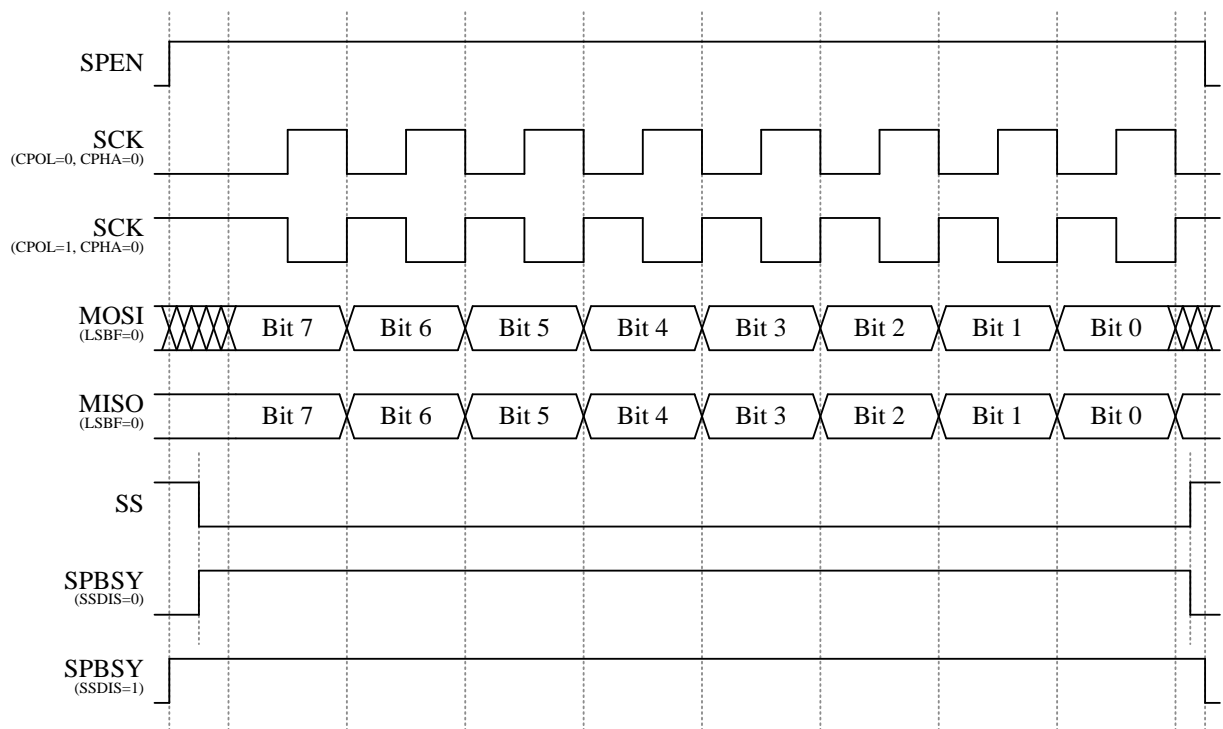 SPEN
SCK
(CPOL=0, CPHA=0)
SCK
(CPOL=1, CPHA=0)
MOSI
(LSBF=0)
Bit 7 Bit 6 Bit 5 Bit 4 Bit 3 Bit 2 Bit 1 Bit 0
MISO
(LSBF=0)
Bit 7 Bit 6 Bit 5 Bit 4 Bit 3 Bit 2 Bit 1 Bit 0
SS
SPBSY
(SSDIS=0)
SPBSY
(SSDIS=1)